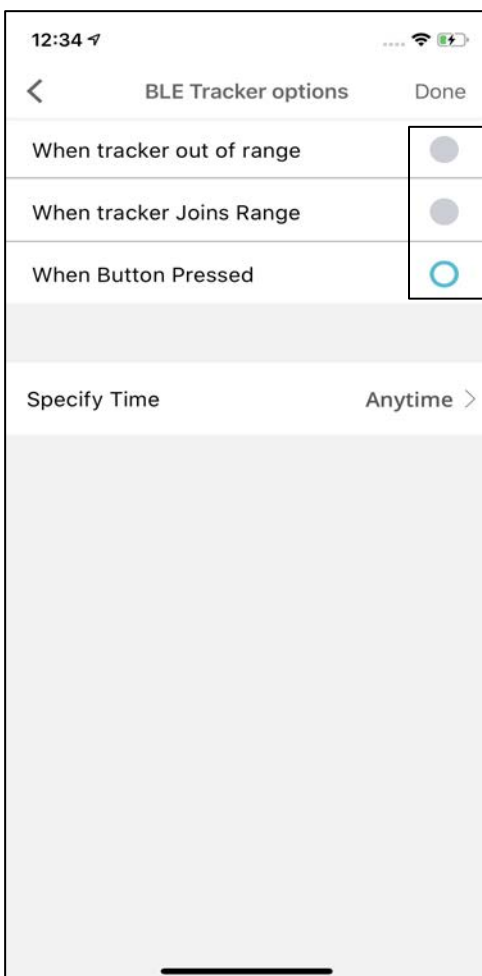 12:34
BLE Tracker options Done
When tracker out of range
When tracker Joins Range
When Button Pressed
Specify Time Anytime